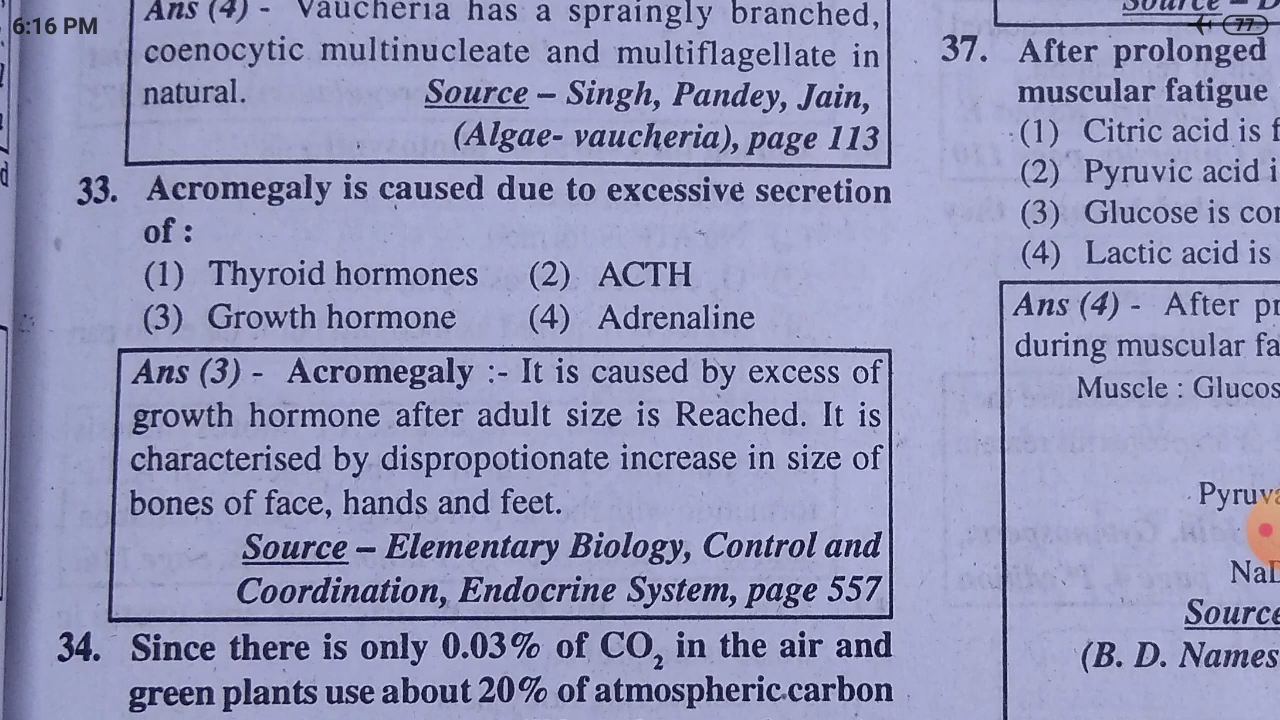 6:16 PM
77
Ans (4) - Vaucheria has a spraingly branched,
coenocytic multinucleate and multiflagellate in
natural. Source – Singh, Pandey, Jain,
(Algae- vaucheria), page 113
33. Acromegaly is caused due to excessive secretion
of :
(1) Thyroid hormones (2) ACTH
(3) Growth hormone (4) Adrenaline
Ans (3) - Acromegaly :- It is caused by excess of
growth hormone after adult size is Reached. It is
characterised by dispropotionate increase in size of
bones of face, hands and feet.
Source – Elementary Biology, Control and
Coordination, Endocrine System, page 557
34. Since there is only 0.03% of CO₂ in the air and
green plants use about 20% of atmospheric carbon
Source –
37. After prolonged
muscular fatigue
(1) Citric acid is
(2) Pyruvic acid
(3) Glucose is
(4) Lactic acid is
Ans (4) - After
during muscular
Muscle :
Source
(B. D. Names